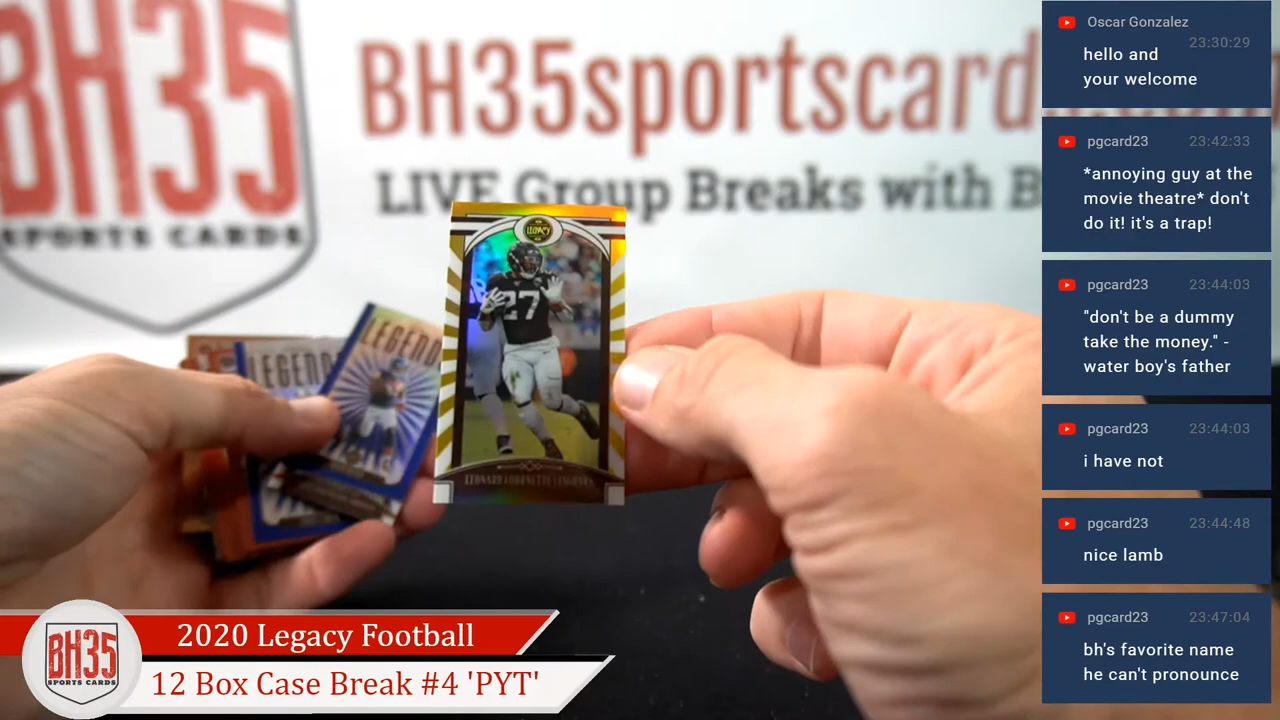 BH35
SPORTS CARDS
BH35sportscard
LIVE Group Breaks with B
LEGACY
27
LEONARD FOURNETTE / JAGUARS
LEGEND
LEGEND
2020 Legacy Football
12 Box Case Break #4 'PYT'
BH35
SPORTS CARDS
Oscar Gonzalez
23:30:29
hello and
your welcome
pgcard23 23:42:33
*annoying guy at the
movie theatre* don't
do it! it's a trap!
pgcard23 23:44:03
"don't be a dummy
take the money." -
water boy's father
pgcard23 23:44:03
i have not
pgcard23 23:44:48
nice lamb
pgcard23 23:47:04
bh's favorite name
he can't pronounce